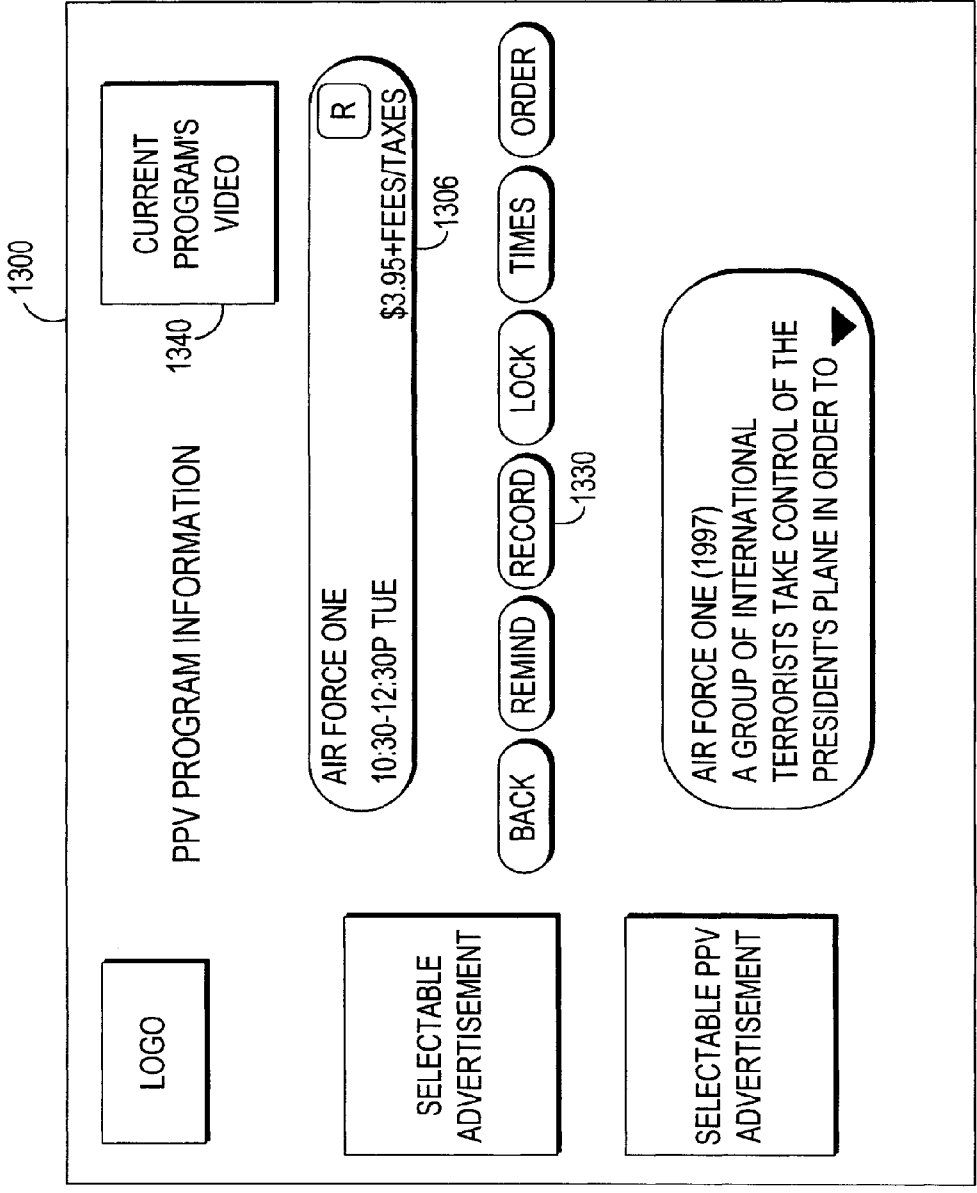 1300
LOGO
PPV PROGRAM INFORMATION
CURRENT
PROGRAM'S
VIDEO
1340
AIR FORCE ONE
R
10:30-12:30P TUE
$3.95+FEES/TAXES
1306
SELECTABLE
ADVERTISEMENT
BACK
REMIND
RECORD
LOCK
TIMES
ORDER
1330
SELECTABLE PPV
ADVERTISEMENT
AIR FORCE ONE (1997)
A GROUP OF INTERNATIONAL
TERRORISTS TAKE CONTROL OF THE
PRESIDENT'S PLANE IN ORDER TO